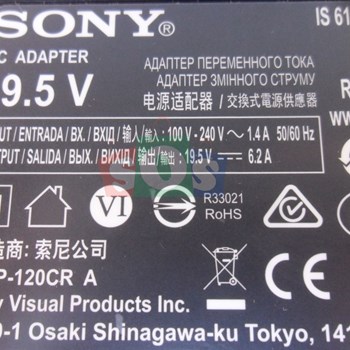 SONY®
IS 61
C ADAPTER
АДАПТЕР ПЕРЕМЕННОГО ТОКА
АДАПТЕР ЗМІННОГО СТРУМУ
9.5 V
电源适配器 / 交換式電源供應器
UT / ENTRADA / ВХ. / ВХІД / 输入 / 輸入 : 100 V - 240 V ~ 1.4 A 50/60 Hz
TPUT / SALIDA / ВЫХ. / ВИХІД / 输出 / 輸出 : 19.5 V ⎓ 6.2 A
SOS
VI
R33021
RoHS
造商: 索尼公司
P-120CR A
y Visual Products Inc.
-1 Osaki Shinagawa-ku Tokyo, 141